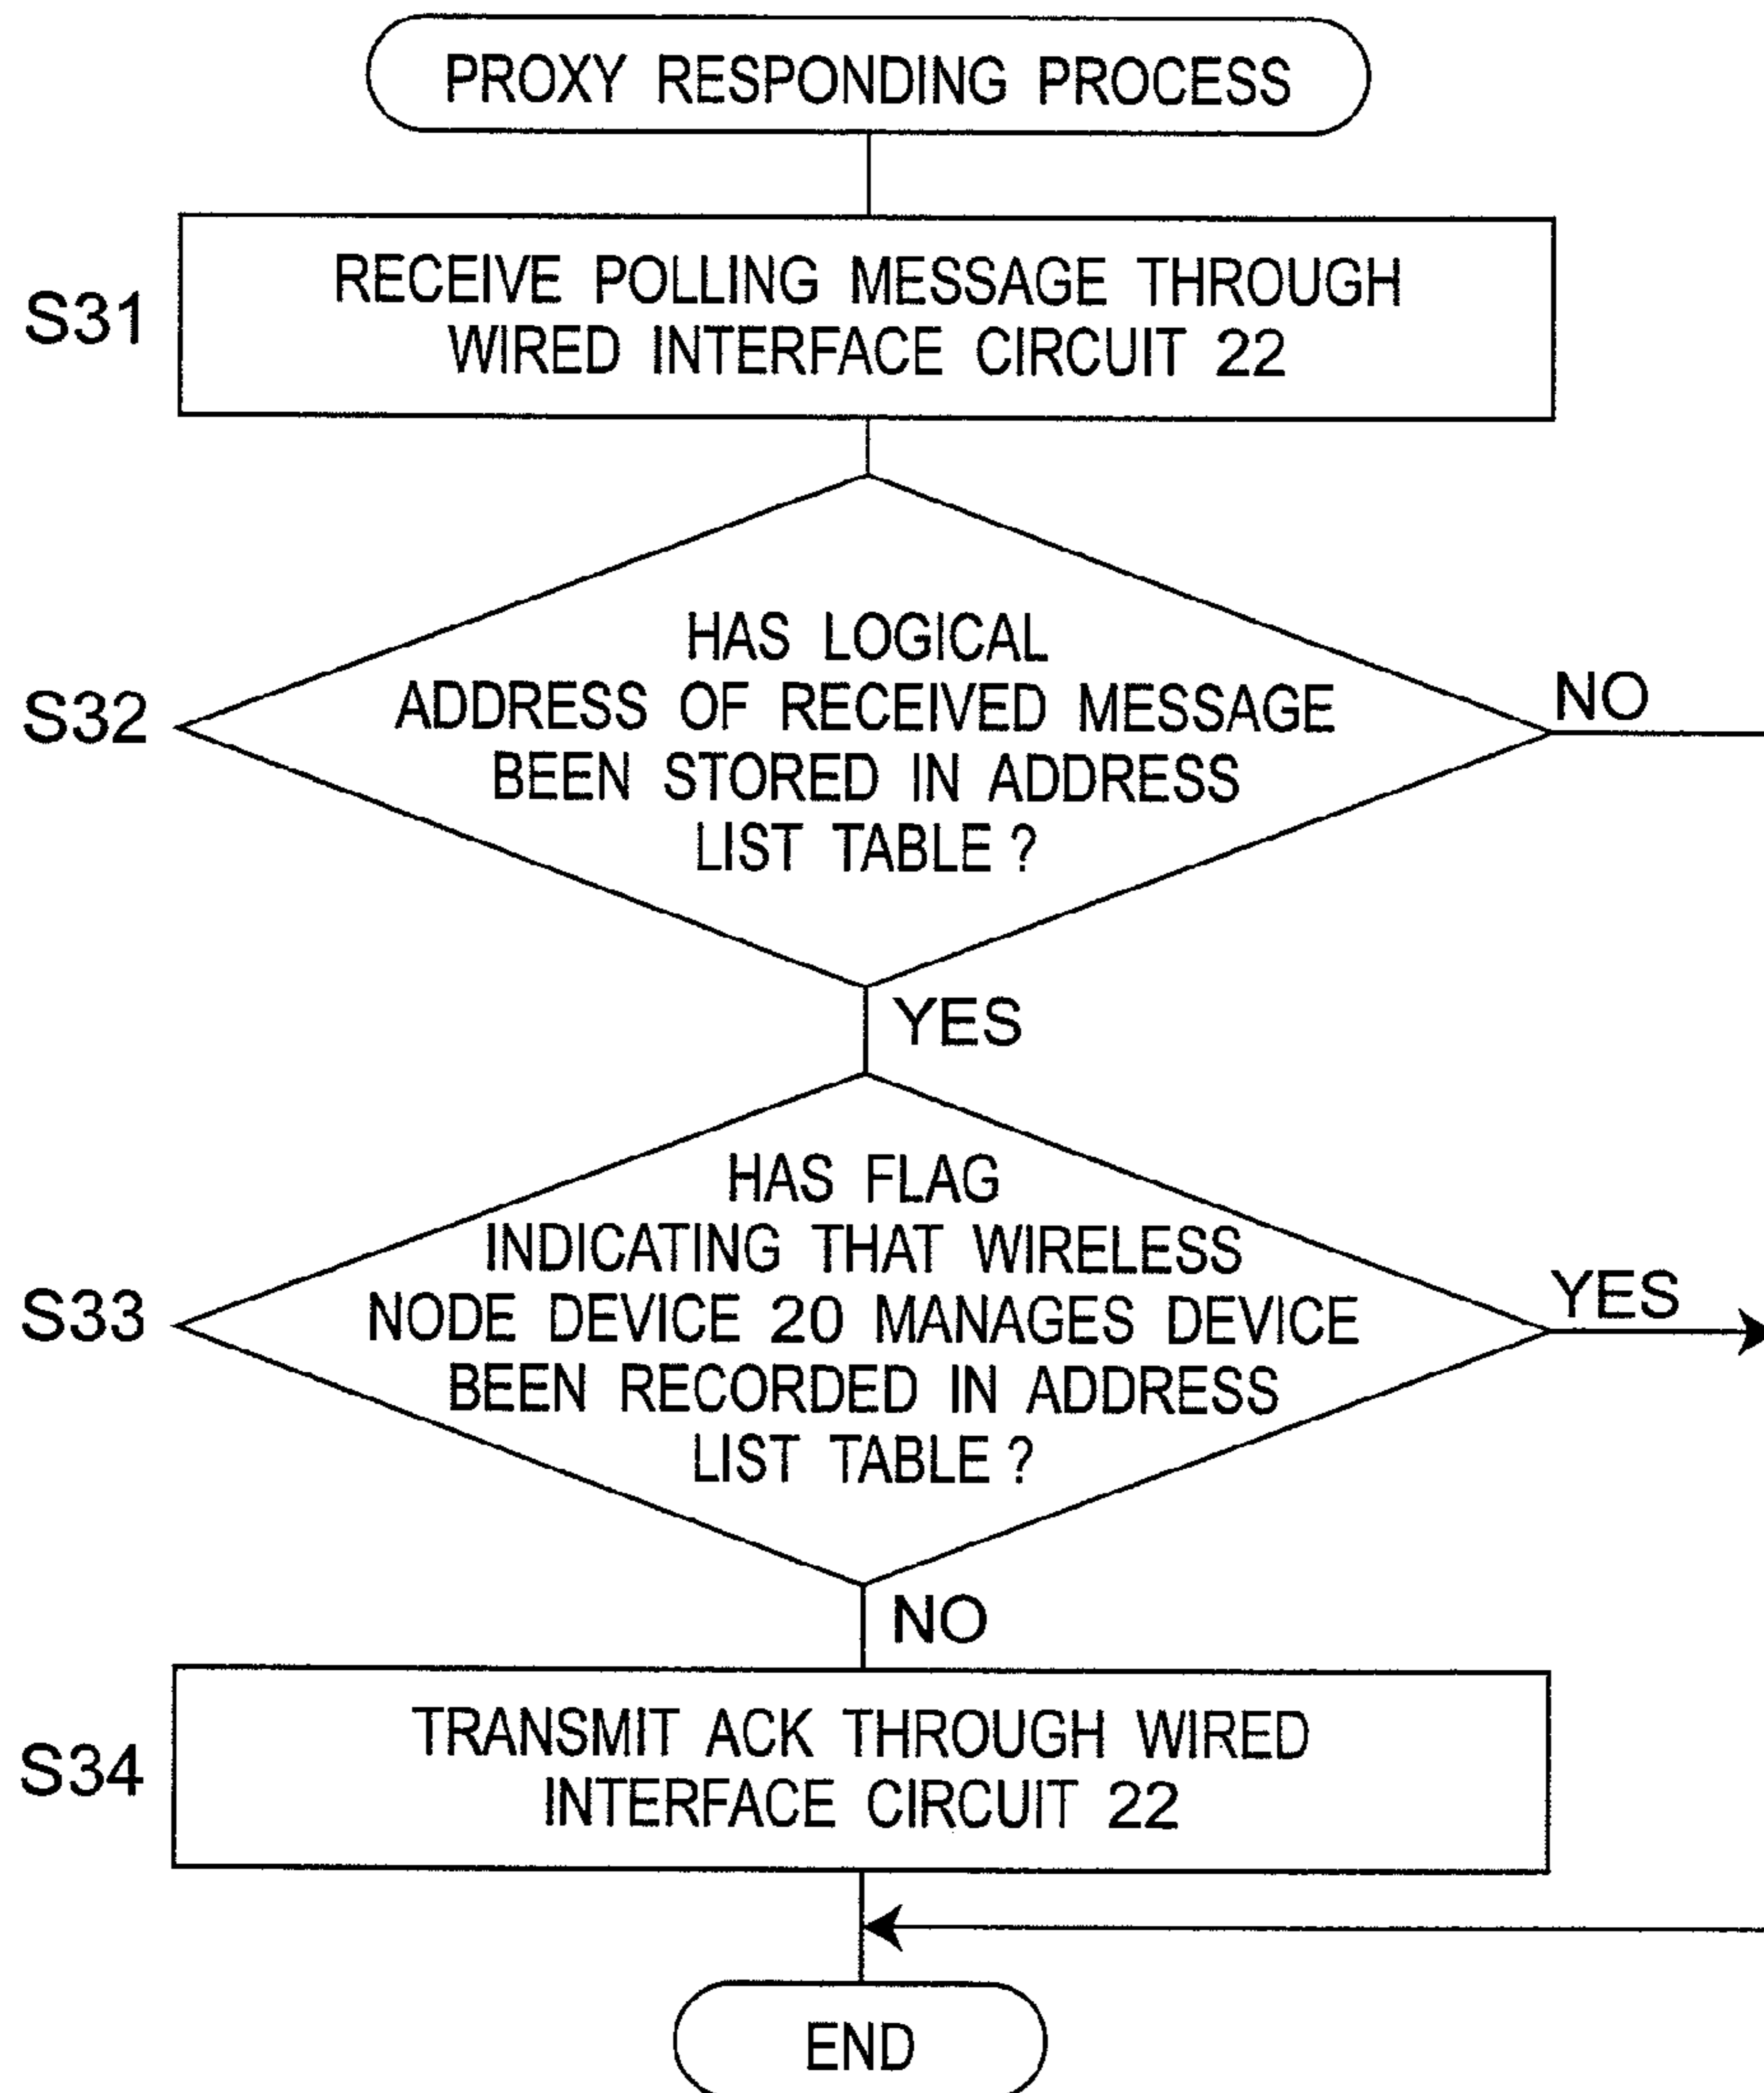 PROXY RESPONDING PROCESS
S31
RECEIVE POLLING MESSAGE THROUGH
WIRED INTERFACE CIRCUIT 22
S32
HAS LOGICAL
ADDRESS OF RECEIVED MESSAGE
BEEN STORED IN ADDRESS
LIST TABLE ?
NO
YES
S33
HAS FLAG
INDICATING THAT WIRELESS
NODE DEVICE 20 MANAGES DEVICE
BEEN RECORDED IN ADDRESS
LIST TABLE ?
YES
NO
S34
TRANSMIT ACK THROUGH WIRED
INTERFACE CIRCUIT 22
END